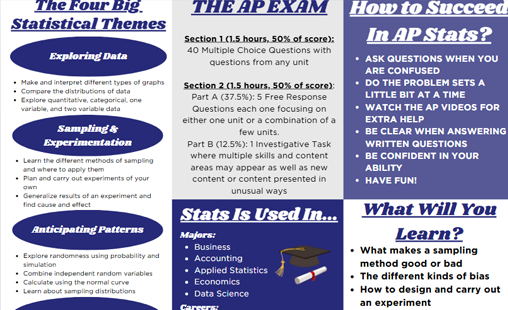 The Four Big
Statistical Themes
Exploring Data
• Make and interpret different types of graphs
• Compare the distributions of data
• Explore quantative, categorical, one
variable, and two variable data
Sampling &
Experimentation
• Learn the different methods of sampling
and where to apply them
• Plan and carry out experiments of your
own
• Generalize results of an experiment and
find cause and effect
Anticipating Patterns
• Explore randomness using probability and
simulation
• Combine independent random variables
• Calculate using the normal curve
• Learn about sampling distributions
THE AP EXAM
Section 1 (1.5 hours, 50% of score):
40 Multiple Choice Questions with
questions from any unit
Section 2 (1.5 hours, 50% of score):
Part A (37.5%): 5 Free Response
Questions each one focusing on
either one unit or a combination of a
few units.
Part B (12.5%): 1 Investigative Task
where multiple skills and content
areas may appear as well as new
content or content presented in
unusual ways
Stats Is Used In...
Majors:
• Business
• Accounting
• Applied Statistics
• Economics
• Data Science
Careers:
How to Succeed
In AP Stats?
• ASK QUESTIONS WHEN YOU
ARE CONFUSED
• DO THE PROBLEM SETS A
LITTLE BIT AT A TIME
• WATCH THE AP VIDEOS FOR
EXTRA HELP
• BE CLEAR WHEN ANSWERING
WRITTEN QUESTIONS
• BE CONFIDENT IN YOUR
ABILITY
• HAVE FUN!
What Will You
Learn?
• What makes a sampling
method good or bad
• The different kinds of bias
• How to design and carry out
an experiment